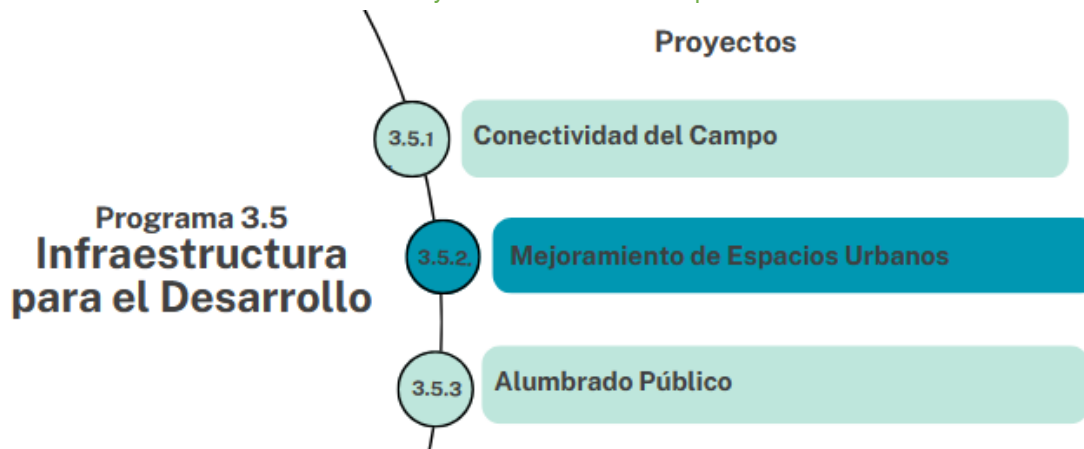 Proyectos
3.5.1
Conectividad del Campo
Programa 3.5
Infraestructura
para el Desarrollo
3.5.2.
Mejoramiento de Espacios Urbanos
3.5.3
Alumbrado Público